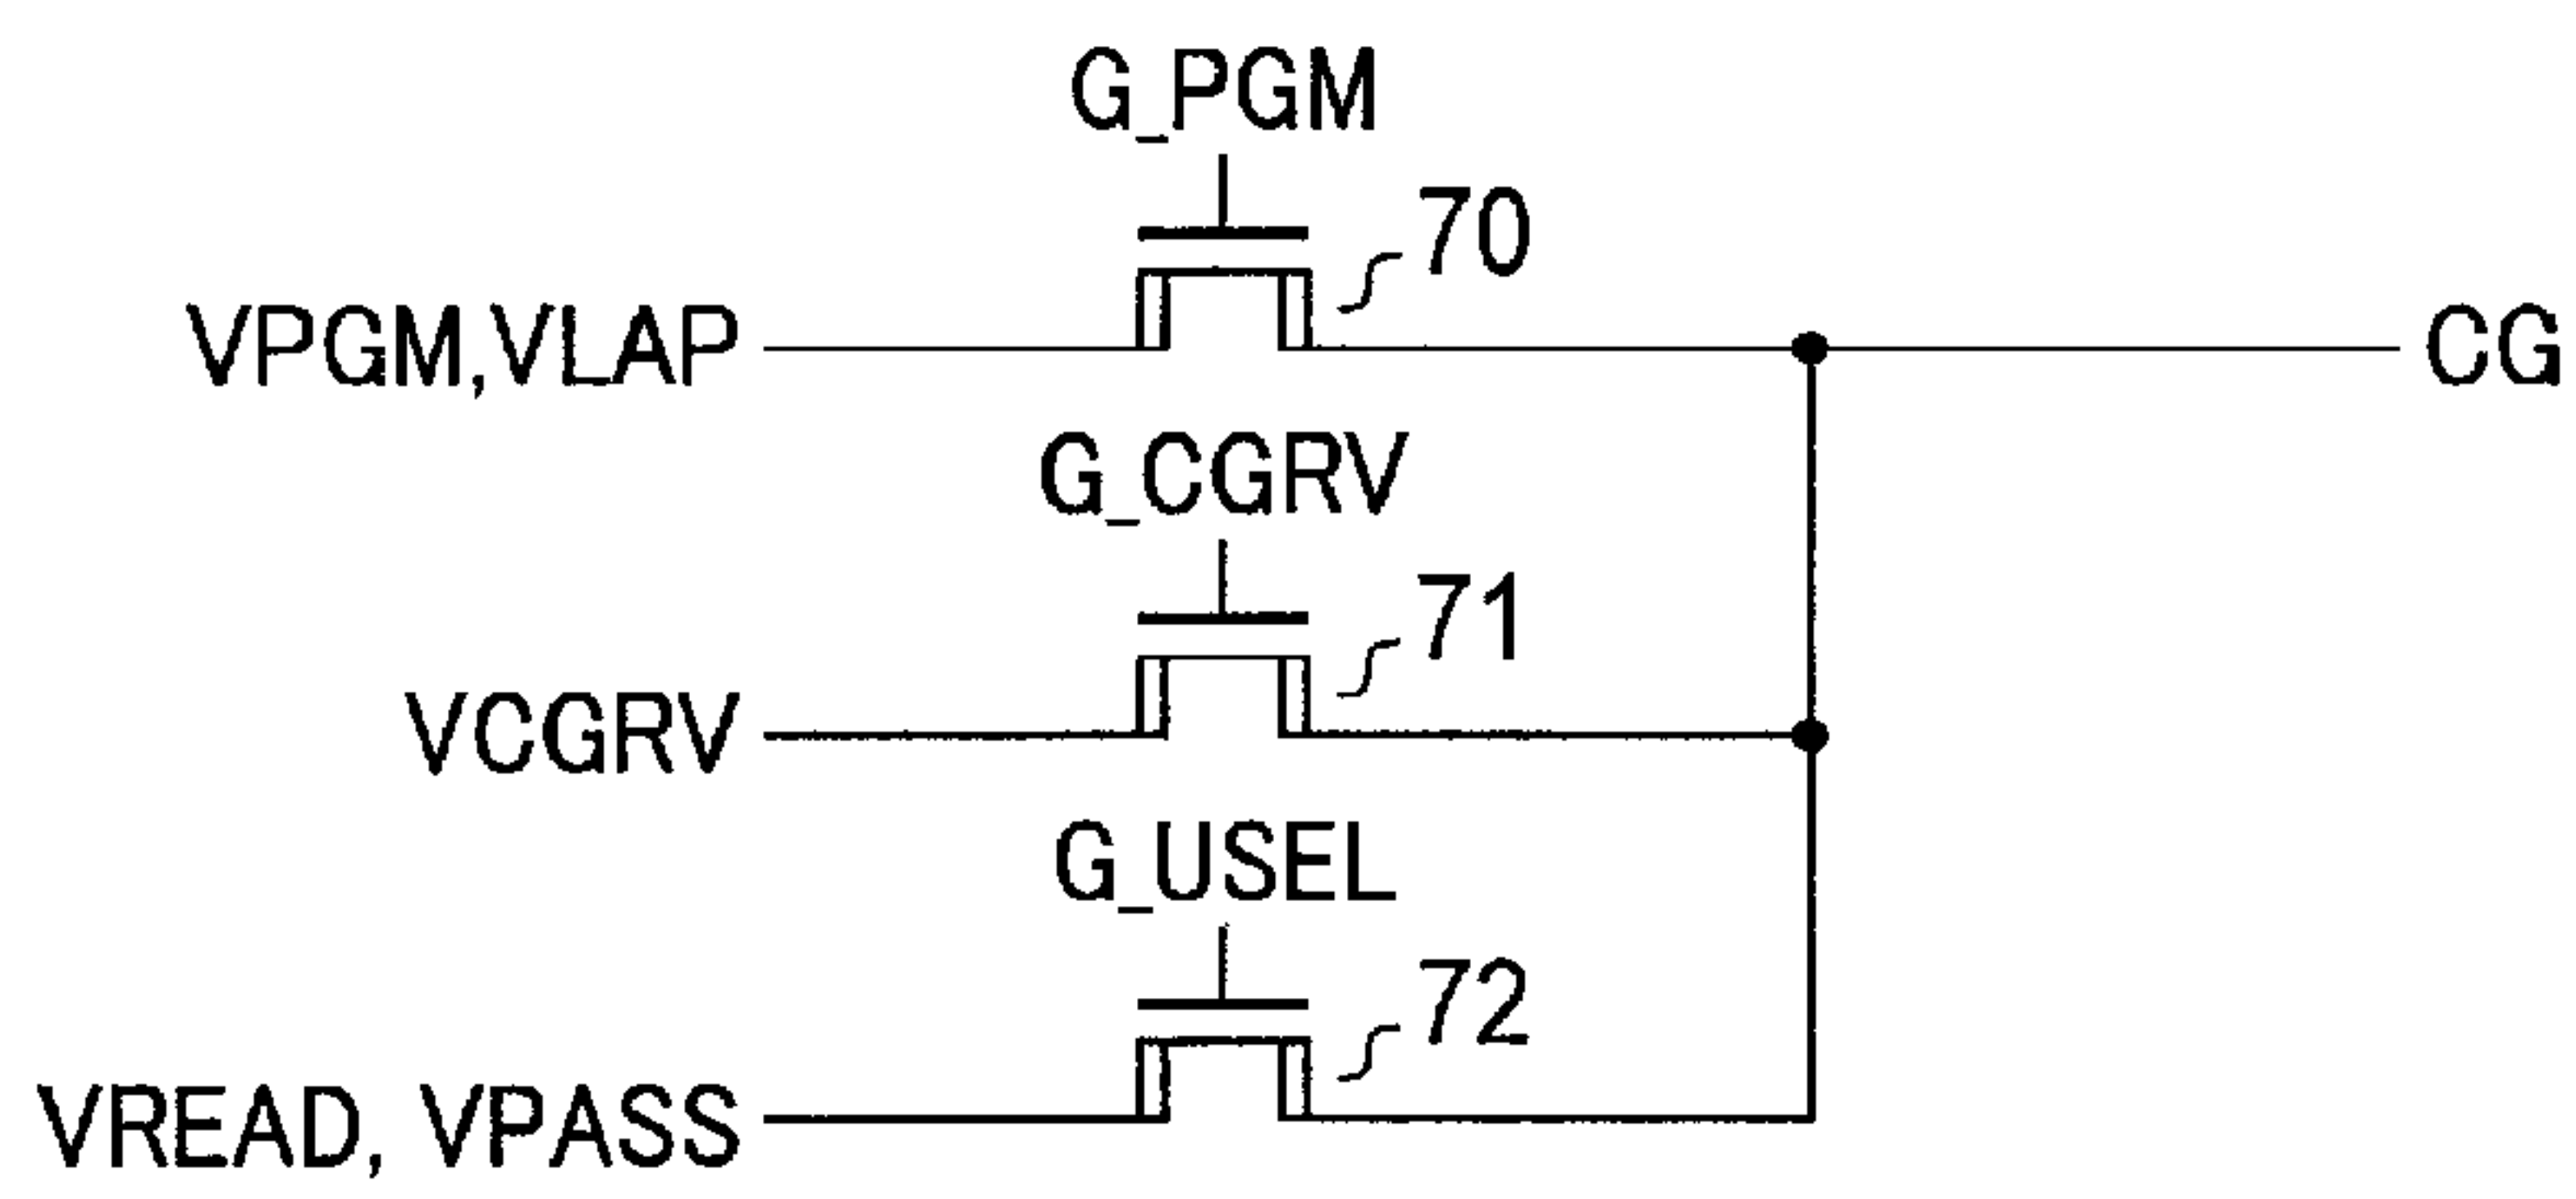 G_PGM
70
VPGM,VLAP
CG
G_CGRV
71
VCGRV
G_USEL
72
VREAD, VPASS